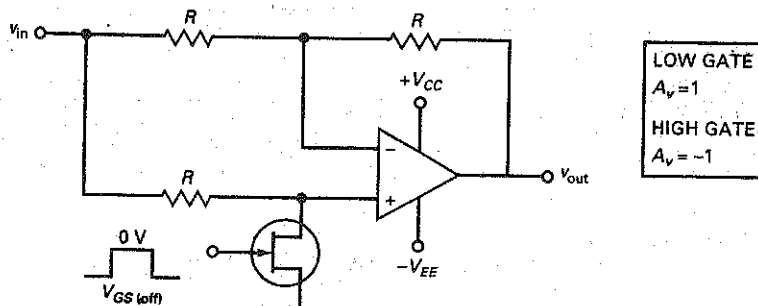 v_in
R
R
+V_CC
−
+
v_out
R
−V_EE
0 V
V_GS (off)
LOW GATE
A_v = 1
HIGH GATE
A_v = −1